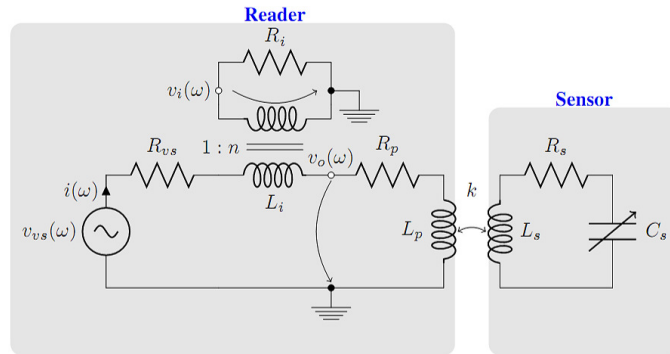 Reader
R_i
v_i(ω)
Sensor
R_vs
1 : n
v_o(ω)
R_p
R_s
i(ω)
k
L_i
v_vs(ω)
L_p
L_s
C_s